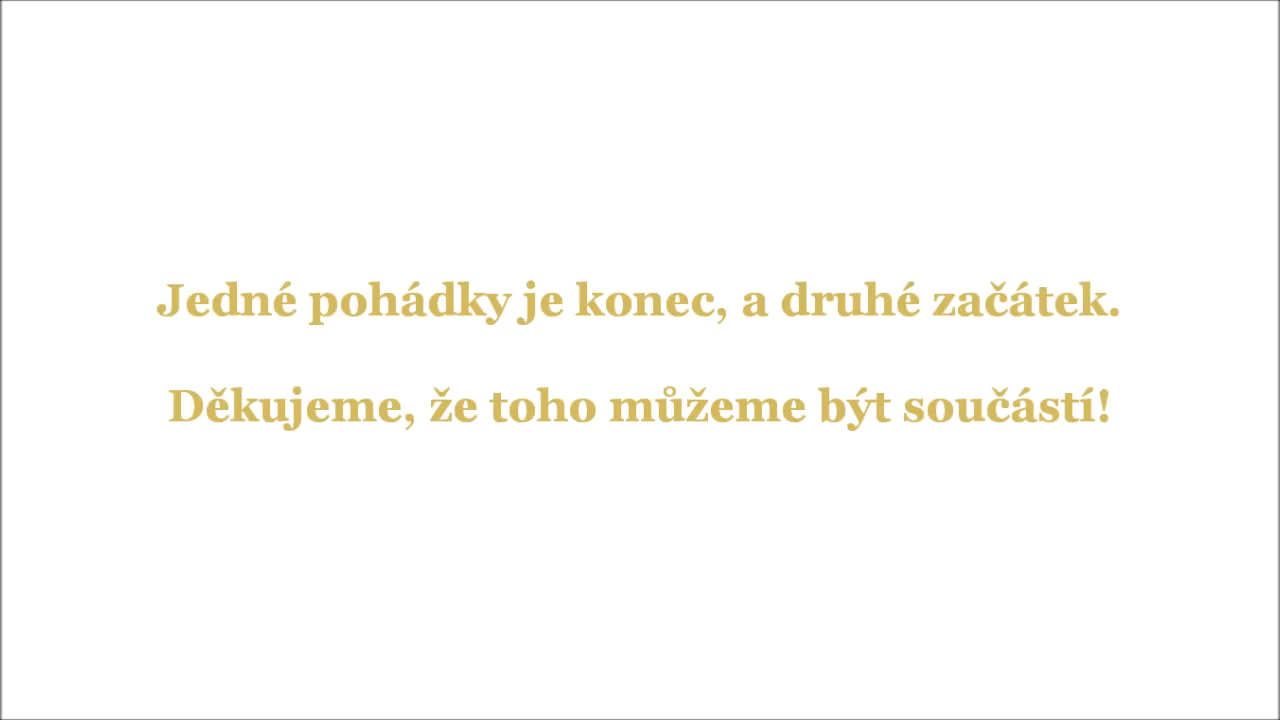 Jedné pohádky je konec, a druhé začátek.
Děkujeme, že toho můžeme být součástí!